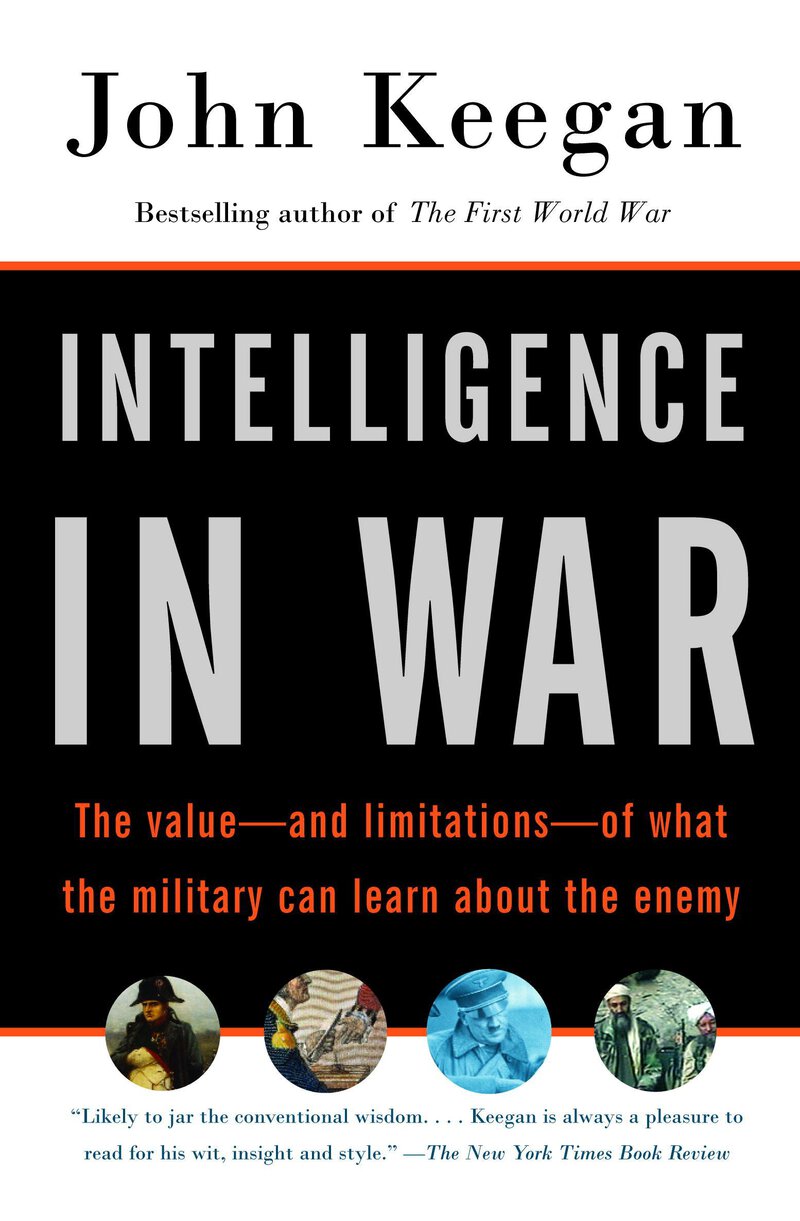 John Keegan
Bestselling author of The First World War
INTELLIGENCE
IN WAR
The value—and limitations—of what
the military can learn about the enemy
“Likely to jar the conventional wisdom. . . . Keegan is always a pleasure to
read for his wit, insight and style.” —The New York Times Book Review